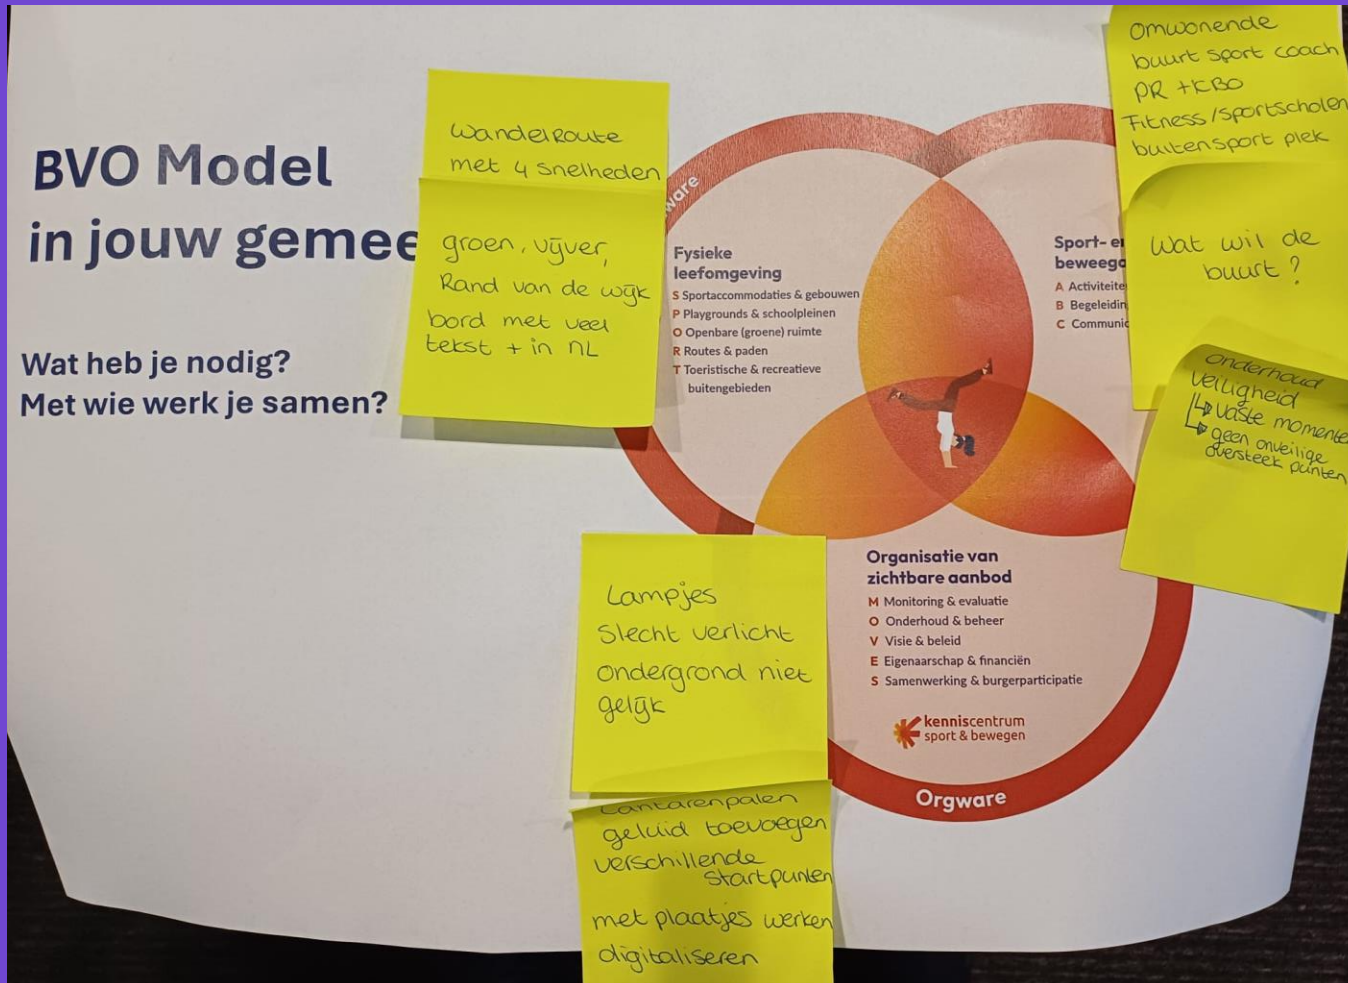 BVO Model
in jouw gemee
Wat heb je nodig?
Met wie werk je samen?
wandelroute
met 4 snelheden
groen, vijver,
Rand van de wijk
bord met veel
tekst + in NL
ware
Fysieke
leefomgeving
S Sportaccommodaties & gebouwen
P Playgrounds & schoolpleinen
O Openbare (groene) ruimte
R Routes & paden
T Toeristische & recreatieve
buitengebieden
Sport- e
beweega
A Activiteite
B Begeleidin
C Communic
omwonende
buurt sport coach
PR + KBO
Fitness/sportscholen
buitensport plek
Wat wil de
buurt?
onderhoud
veiligheid
↳ vaste momente
↳ geen onveilige
oversteek punten
Lampjes
Slecht verlicht
ondergrond niet
gelijk
Lantarenpalen
geluid toevoegen
verschillende
startpunten
met plaatjes werken
digitaliseren
Organisatie van
zichtbare aanbod
M Monitoring & evaluatie
O Onderhoud & beheer
V Visie & beleid
E Eigenaarschap & financiën
S Samenwerking & burgerparticipatie
kenniscentrum
sport & bewegen
Orgware